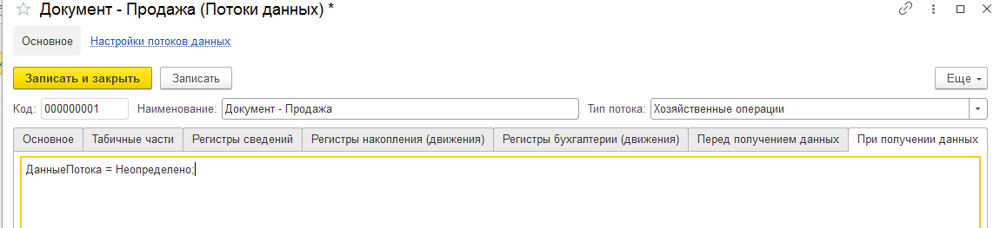 Документ - Продажа (Потоки данных) *
Основное Настройки потоков данных
Записать и закрыть Записать Еще
Код: 000000001 Наименование: Документ - Продажа Тип потока: Хозяйственные операции
Основное Табичные части Регистры сведений Регистры накопления (движения) Регистры бухгалтерии (движения) Перед получением данных При получении данных
ДанныеПотока = Неопределено;